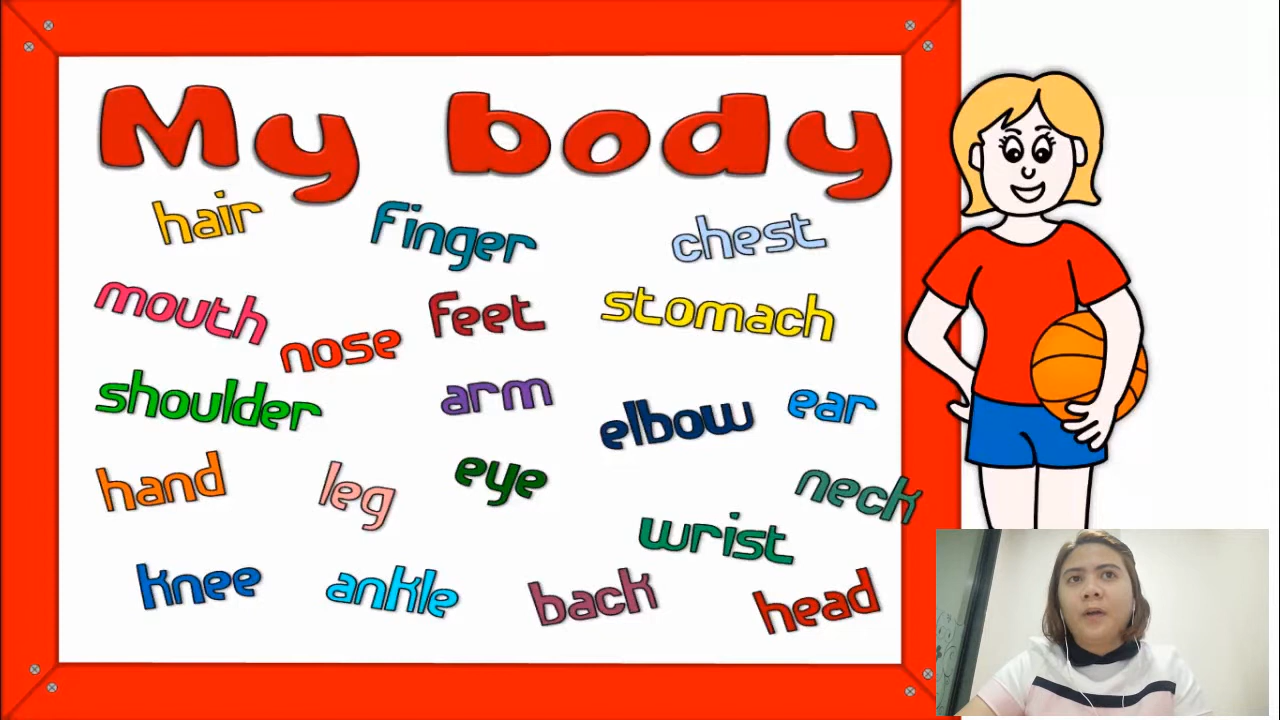 My body
hair finger chest
mouth nose feet stomach
shoulder arm elbow ear
hand leg eye neck
wrist
knee ankle back head